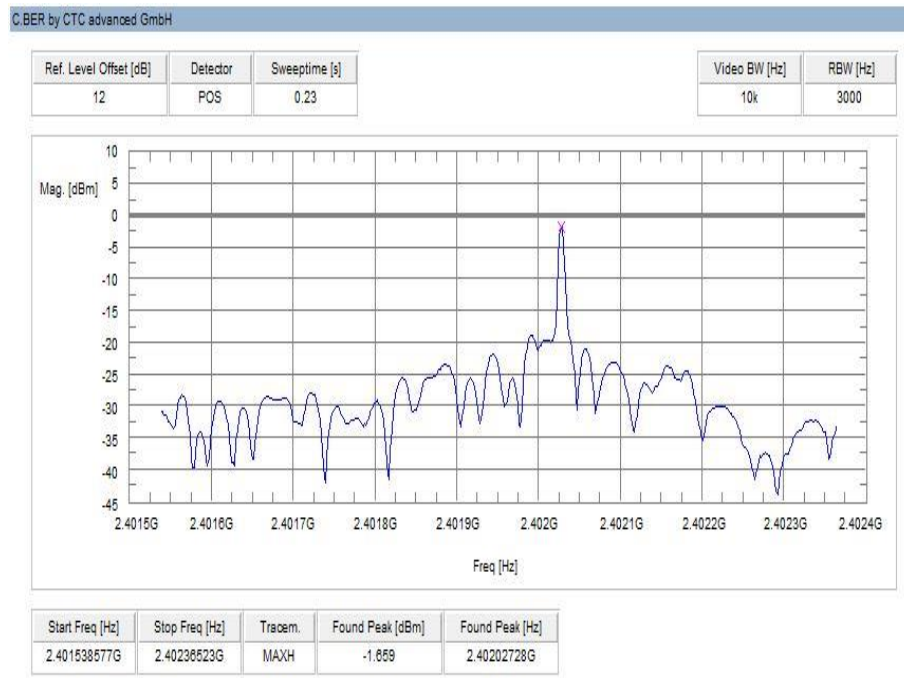 C.BER by CTC advanced GmbH
Ref. Level Offset [dB] Detector Sweeptime [s] Video BW [Hz] RBW [Hz]
12 POS 0.23 10k 3000
10
Mag. [dBm] 5
0
-5
-10
-15
-20
-25
-30
-35
-40
-45
2.4015G 2.4016G 2.4017G 2.4018G 2.4019G 2.402G 2.4021G 2.4022G 2.4023G 2.4024G
Freq [Hz]
Start Freq [Hz] Stop Freq [Hz] Tracem. Found Peak [dBm] Found Peak [Hz]
2.401538577G 2.40236523G MAXH -1.659 2.40202728G